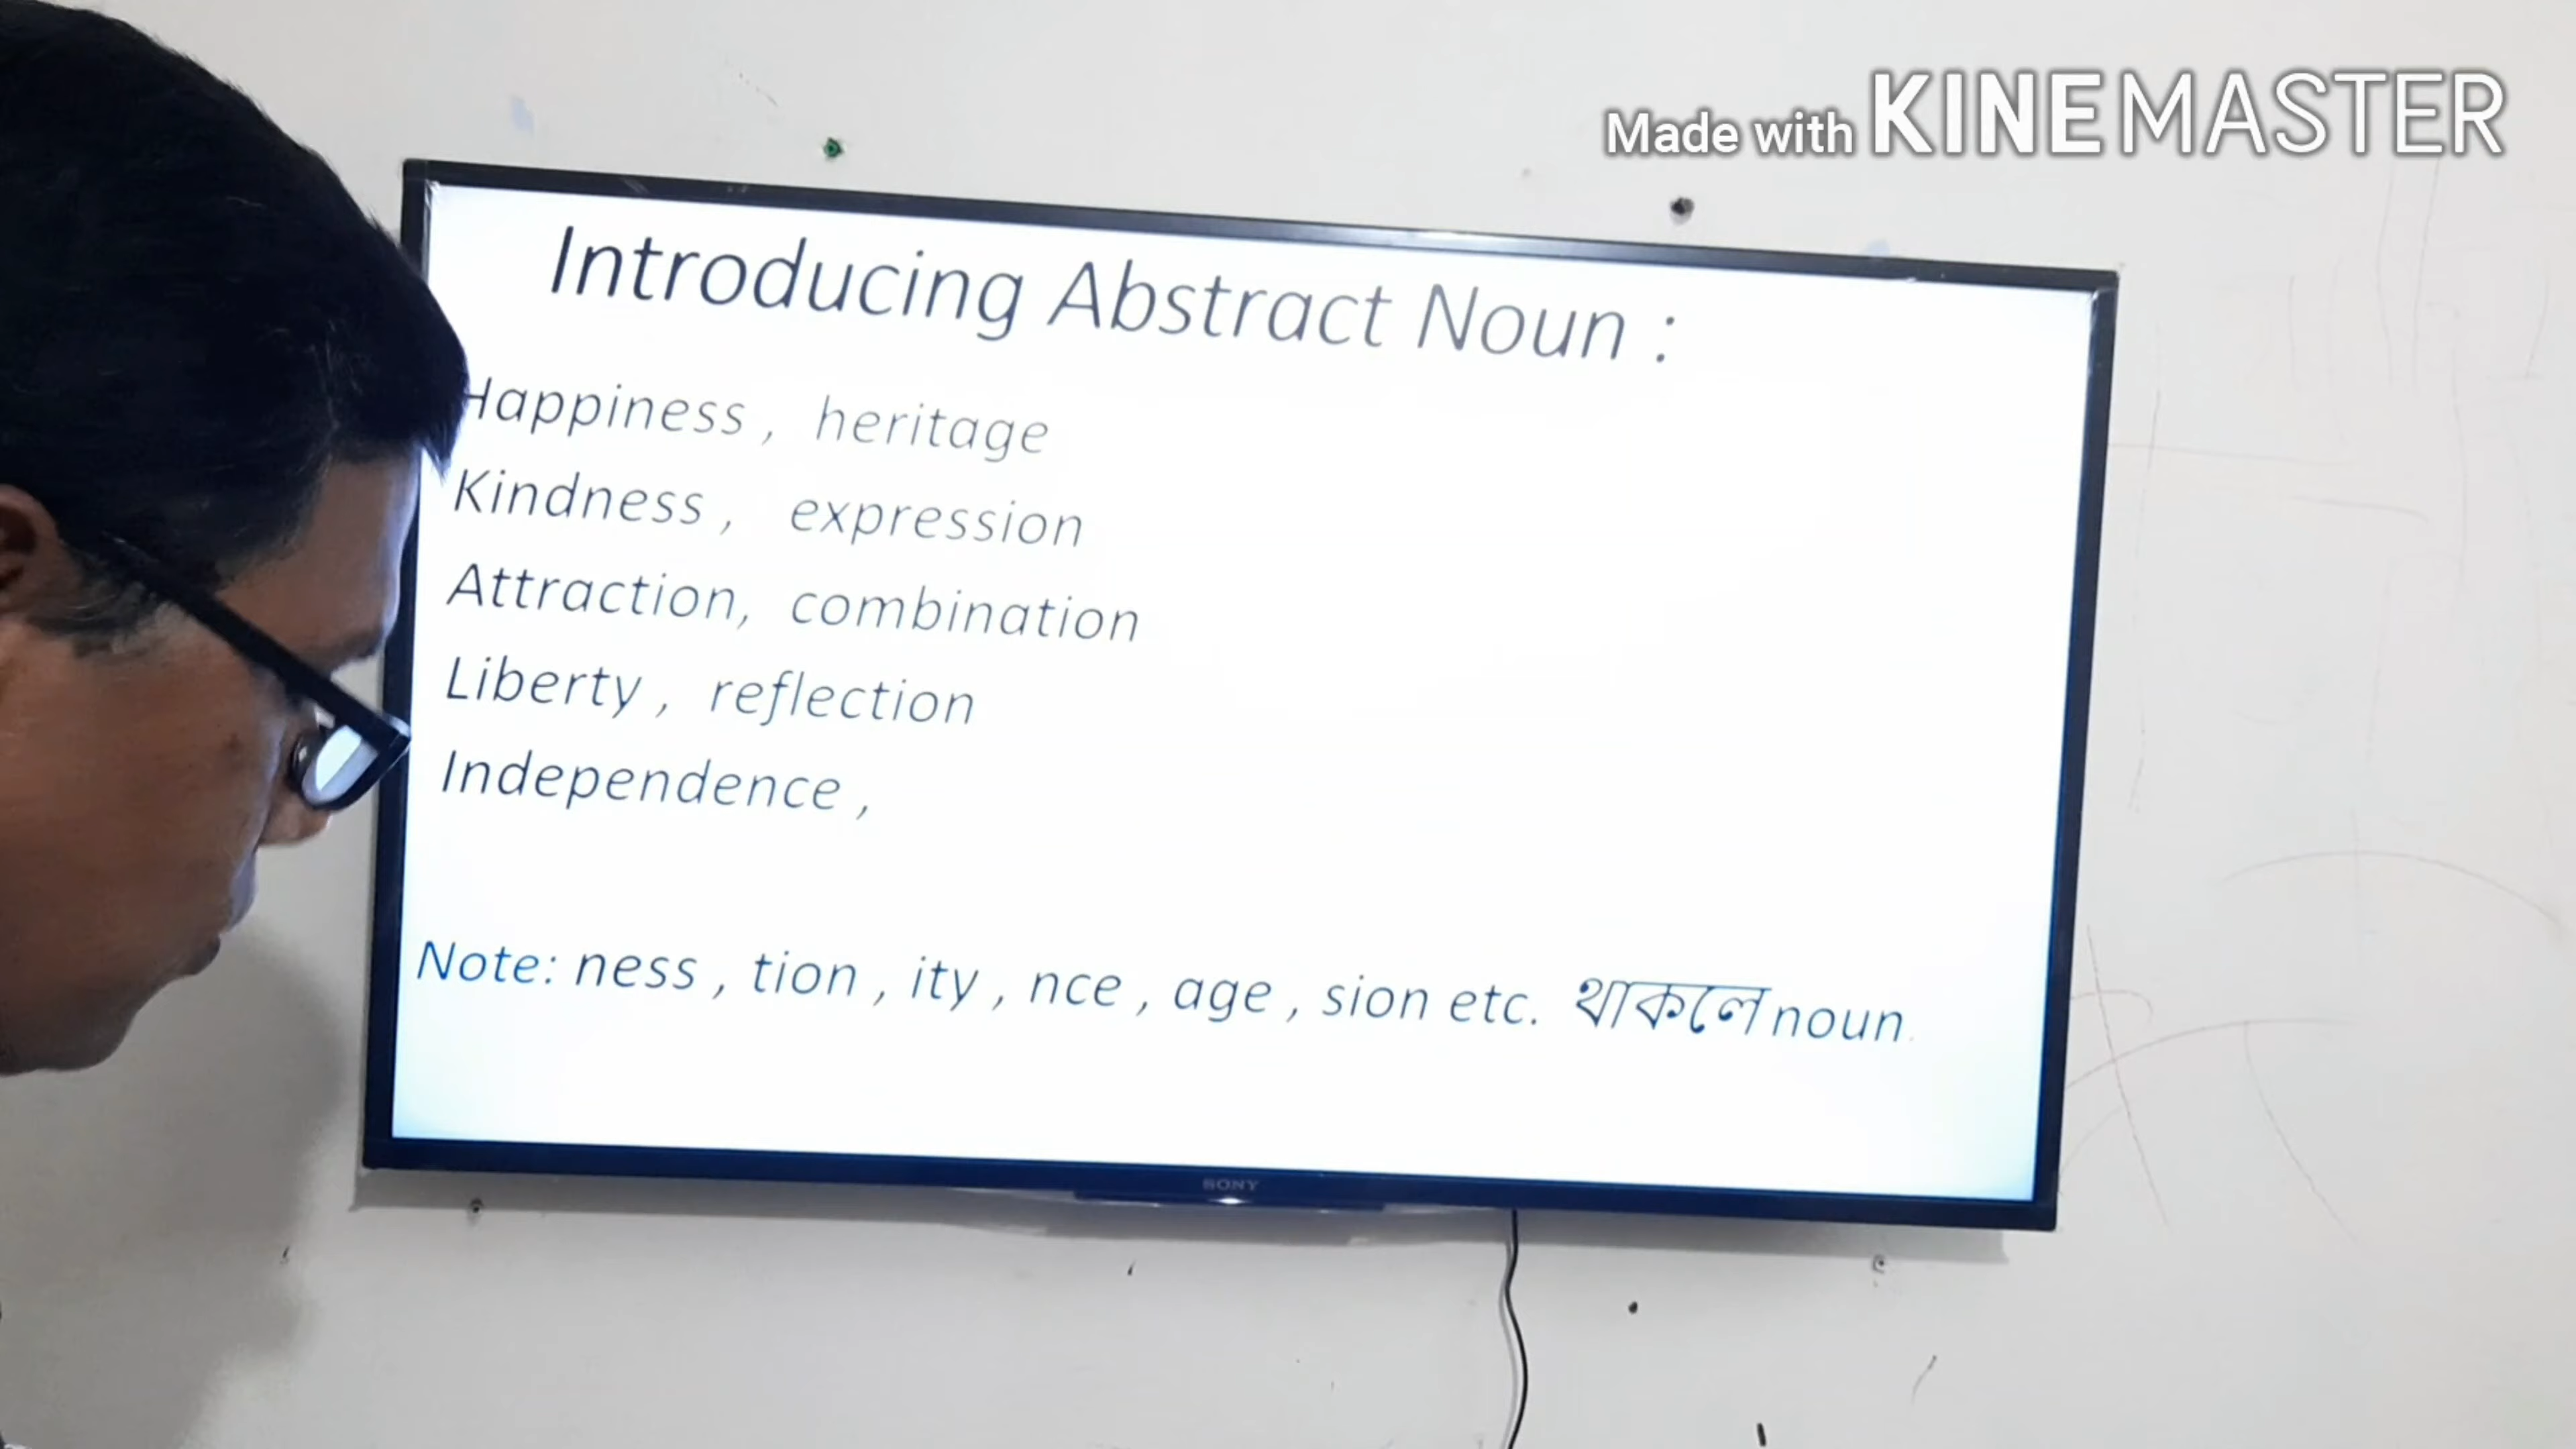 Made with KINEMASTER
Introducing Abstract Noun :
Happiness , heritage
Kindness , expression
Attraction, combination
Liberty , reflection
Independence ,
Note: ness , tion , ity , nce , age , sion etc. থাকলে noun.
SONY